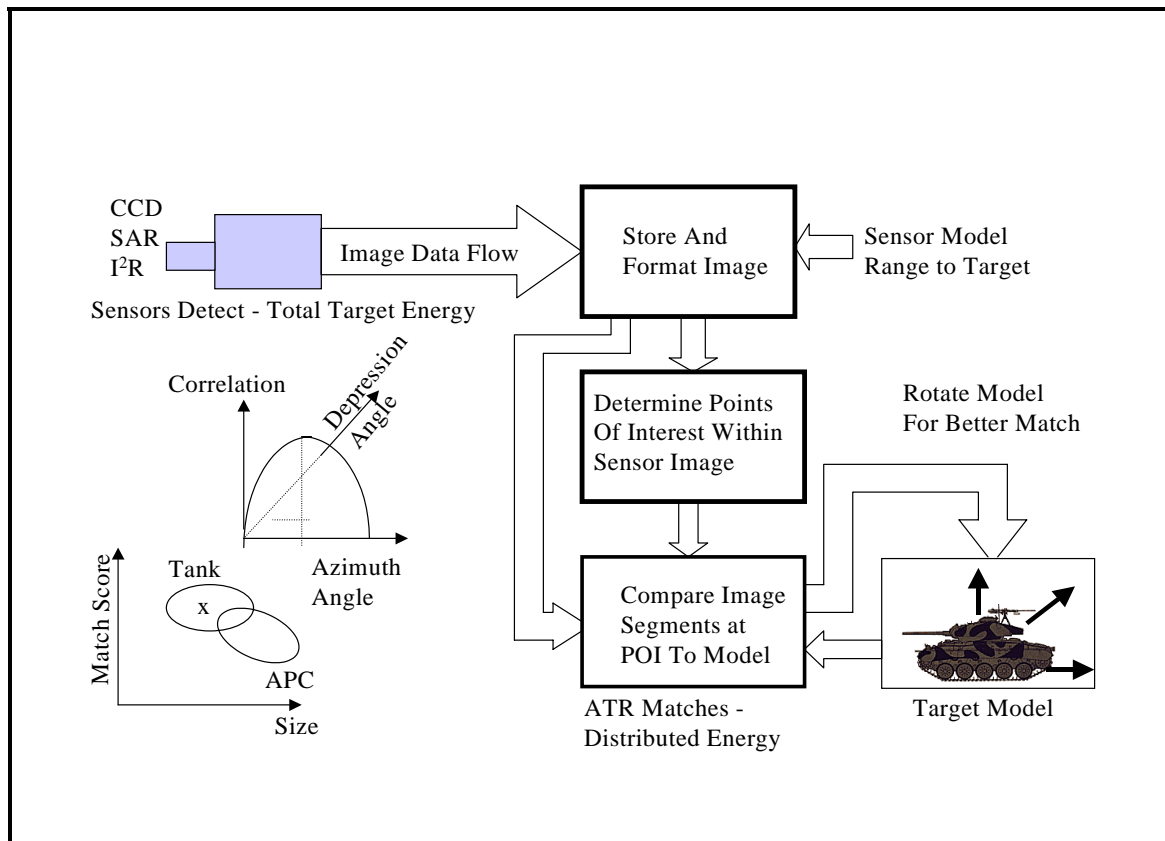 CCD
SAR
I²R
Image Data Flow
Sensors Detect - Total Target Energy
Store And
Format Image
Sensor Model
Range to Target
Correlation
Depression
Angle
Azimuth
Angle
Determine Points
Of Interest Within
Sensor Image
Rotate Model
For Better Match
Match Score
Tank
x
APC
Size
Compare Image
Segments at
POI To Model
ATR Matches -
Distributed Energy
Target Model